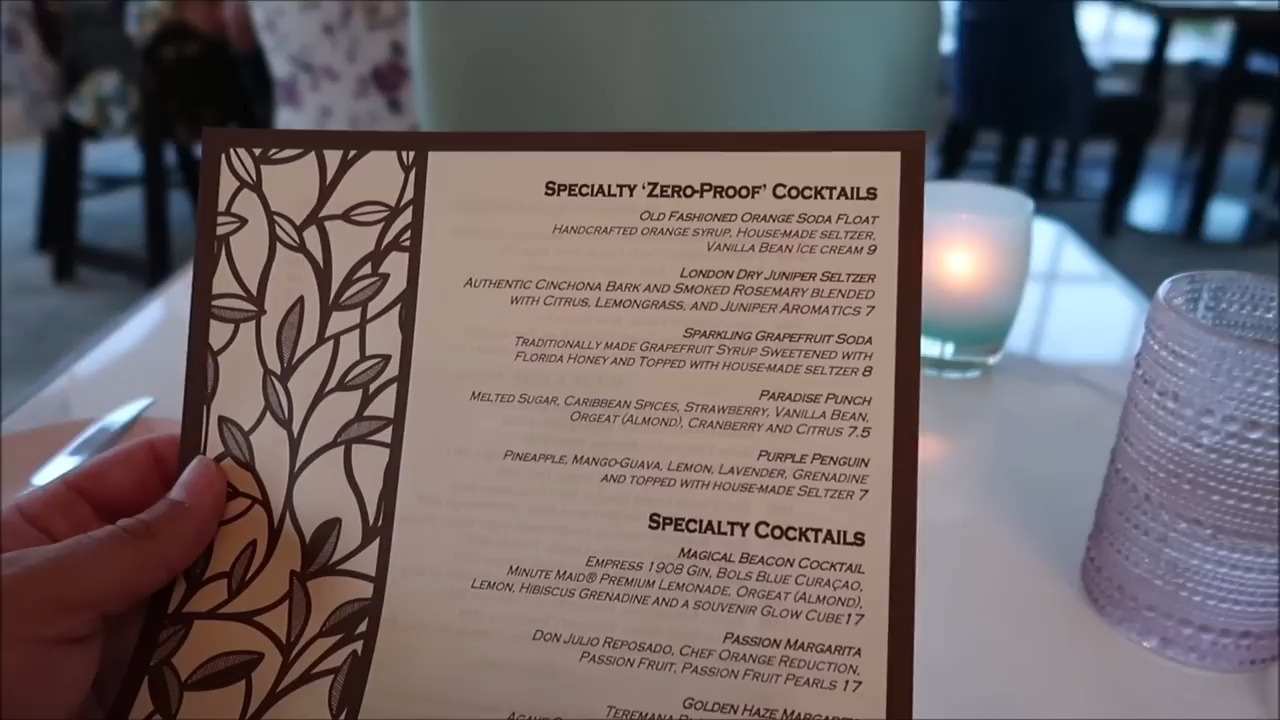 SPECIALTY 'ZERO-PROOF' COCKTAILS
OLD FASHIONED ORANGE SODA FLOAT
HANDCRAFTED ORANGE SYRUP, HOUSE-MADE SELTZER,
VANILLA BEAN ICE CREAM 9
LONDON DRY JUNIPER SELTZER
AUTHENTIC CINCHONA BARK AND SMOKED ROSEMARY BLENDED
WITH CITRUS, LEMONGRASS, AND JUNIPER AROMATICS 7
SPARKLING GRAPEFRUIT SODA
TRADITIONALLY MADE GRAPEFRUIT SYRUP SWEETENED WITH
FLORIDA HONEY AND TOPPED WITH HOUSE-MADE SELTZER 8
PARADISE PUNCH
MELTED SUGAR, CARIBBEAN SPICES, STRAWBERRY, VANILLA BEAN,
ORGEAT (ALMOND), CRANBERRY AND CITRUS 7.5
PURPLE PENGUIN
PINEAPPLE, MANGO-GUAVA, LEMON, LAVENDER, GRENADINE
AND TOPPED WITH HOUSE-MADE SELTZER 7
SPECIALTY COCKTAILS
MAGICAL BEACON COCKTAIL
EMPRESS 1908 GIN, BOLS BLUE CURAÇAO,
MINUTE MAID® PREMIUM LEMONADE, ORGEAT (ALMOND),
LEMON, HIBISCUS GRENADINE AND A SOUVENIR GLOW CUBE17
PASSION MARGARITA
DON JULIO REPOSADO, CHEF ORANGE REDUCTION,
PASSION FRUIT, PASSION FRUIT PEARLS 17
GOLDEN HAZE MARGARITA
TEREMANA